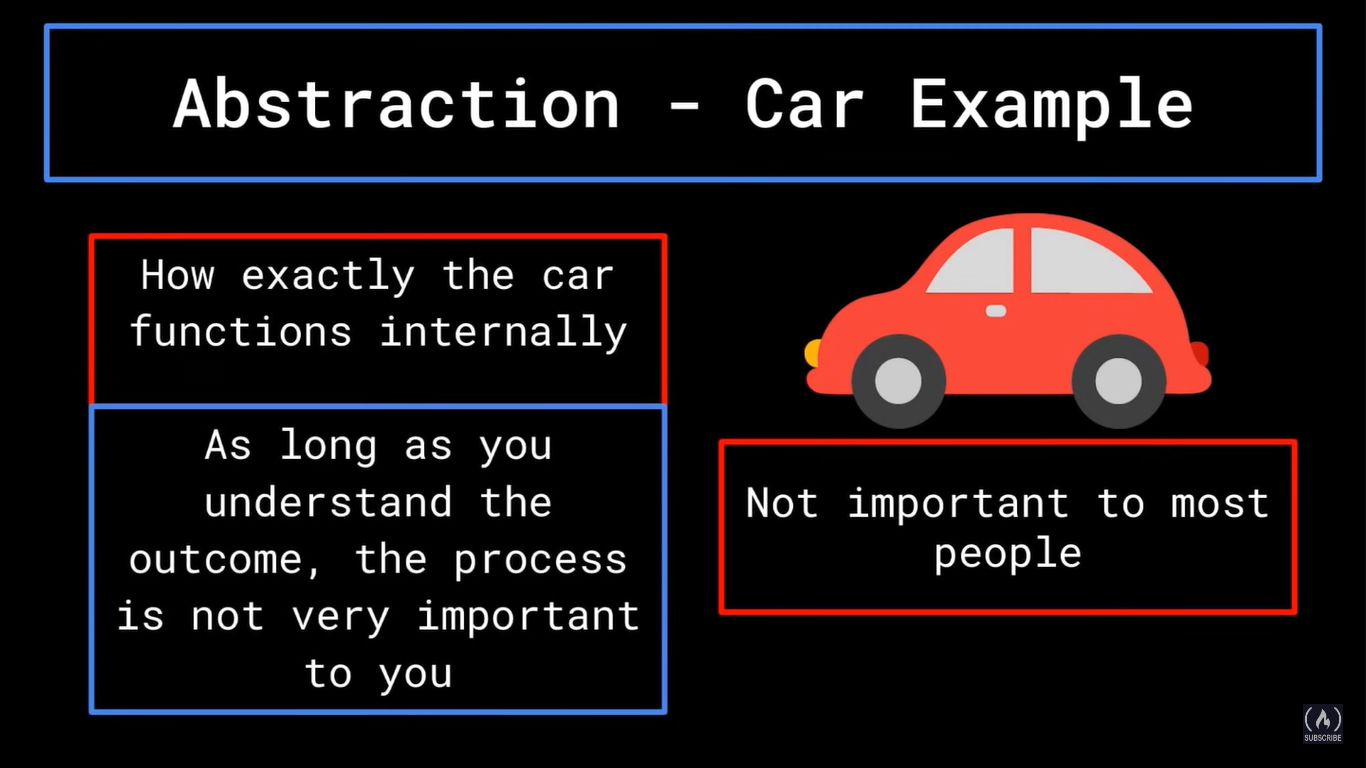 Abstraction - Car Example
How exactly the car
functions internally
As long as you
understand the
outcome, the process
is not very important
to you
Not important to most
people
SUBSCRIBE